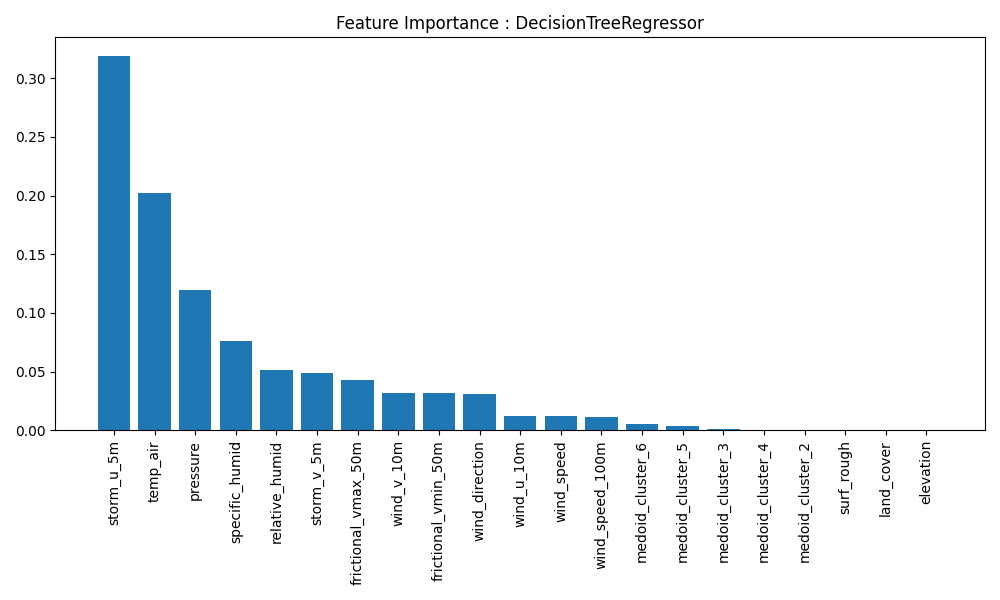 Feature Importance : DecisionTreeRegressor
0.30
0.25
0.20
0.15
0.10
0.05
0.00
storm_u_5m
temp_air
pressure
specific_humid
relative_humid
storm_v_5m
frictional_vmax_50m
wind_v_10m
frictional_vmin_50m
wind_direction
wind_u_10m
wind_speed
wind_speed_100m
medoid_cluster_6
medoid_cluster_5
medoid_cluster_3
medoid_cluster_4
medoid_cluster_2
surf_rough
land_cover
elevation